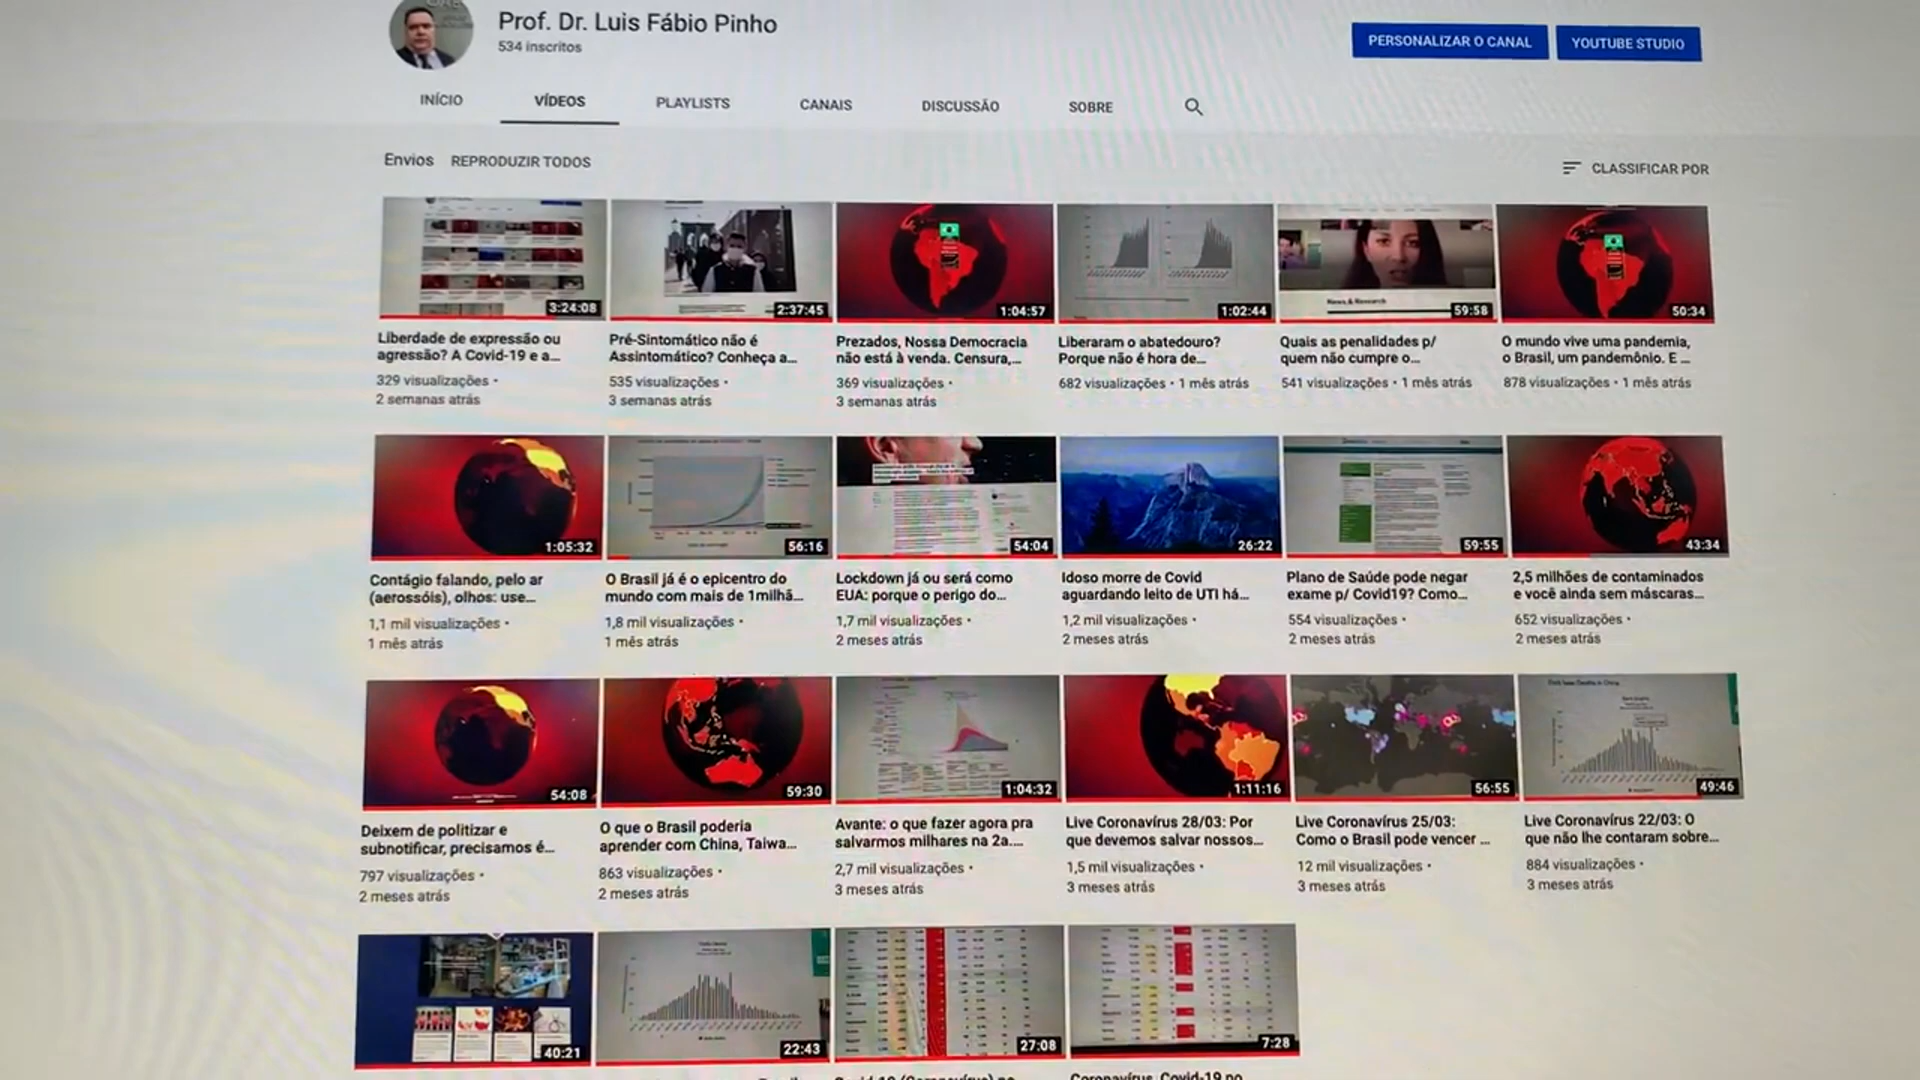 Prof. Dr. Luis Fábio Pinho
534 inscritos
PERSONALIZAR O CANAL
YOUTUBE STUDIO
INÍCIO
VÍDEOS
PLAYLISTS
CANAIS
DISCUSSÃO
SOBRE
Envios
REPRODUZIR TODOS
CLASSIFICAR POR
3:24:08
Liberdade de expressão ou
agressão? A Covid-19 e a...
329 visualizações •
2 semanas atrás
2:37:45
Pré-Sintomático não é
Assintomático? Conheça a...
535 visualizações •
3 semanas atrás
1:04:57
Prezados, Nossa Democracia
não está à venda. Censura,...
369 visualizações •
3 semanas atrás
1:02:44
Liberaram o abatedouro?
Porque não é hora de...
682 visualizações • 1 mês atrás
News & Research
59:58
Quais as penalidades p/
quem não cumpre o...
541 visualizações • 1 mês atrás
50:34
O mundo vive uma pandemia,
o Brasil, um pandemônio. E ...
878 visualizações • 1 mês atrás
1:05:32
Contágio falando, pelo ar
(aerossóis), olhos: use...
1,1 mil visualizações •
1 mês atrás
56:16
O Brasil já é o epicentro do
mundo com mais de 1milhã...
1,8 mil visualizações •
1 mês atrás
54:04
Lockdown já ou será como
EUA: porque o perigo do...
1,7 mil visualizações •
2 meses atrás
26:22
Idoso morre de Covid
aguardando leito de UTI há...
1,2 mil visualizações •
2 meses atrás
59:55
Plano de Saúde pode negar
exame p/ Covid19? Como...
554 visualizações •
2 meses atrás
43:34
2,5 milhões de contaminados
e você ainda sem máscaras...
652 visualizações •
2 meses atrás
54:08
Deixem de politizar e
subnotificar, precisamos é...
797 visualizações •
2 meses atrás
59:30
O que o Brasil poderia
aprender com China, Taiwa...
863 visualizações •
2 meses atrás
1:04:32
Avante: o que fazer agora pra
salvarmos milhares na 2a....
2,7 mil visualizações •
3 meses atrás
1:11:16
Live Coronavírus 28/03: Por
que devemos salvar nossos...
1,5 mil visualizações •
3 meses atrás
56:55
Live Coronavírus 25/03:
Como o Brasil pode vencer ...
12 mil visualizações •
3 meses atrás
49:46
Live Coronavírus 22/03: O
que não lhe contaram sobre...
884 visualizações •
3 meses atrás
40:21
22:43
27:08
7:28
Covid-19 (Coronavírus) no
Coronavírus, Covid-19 no